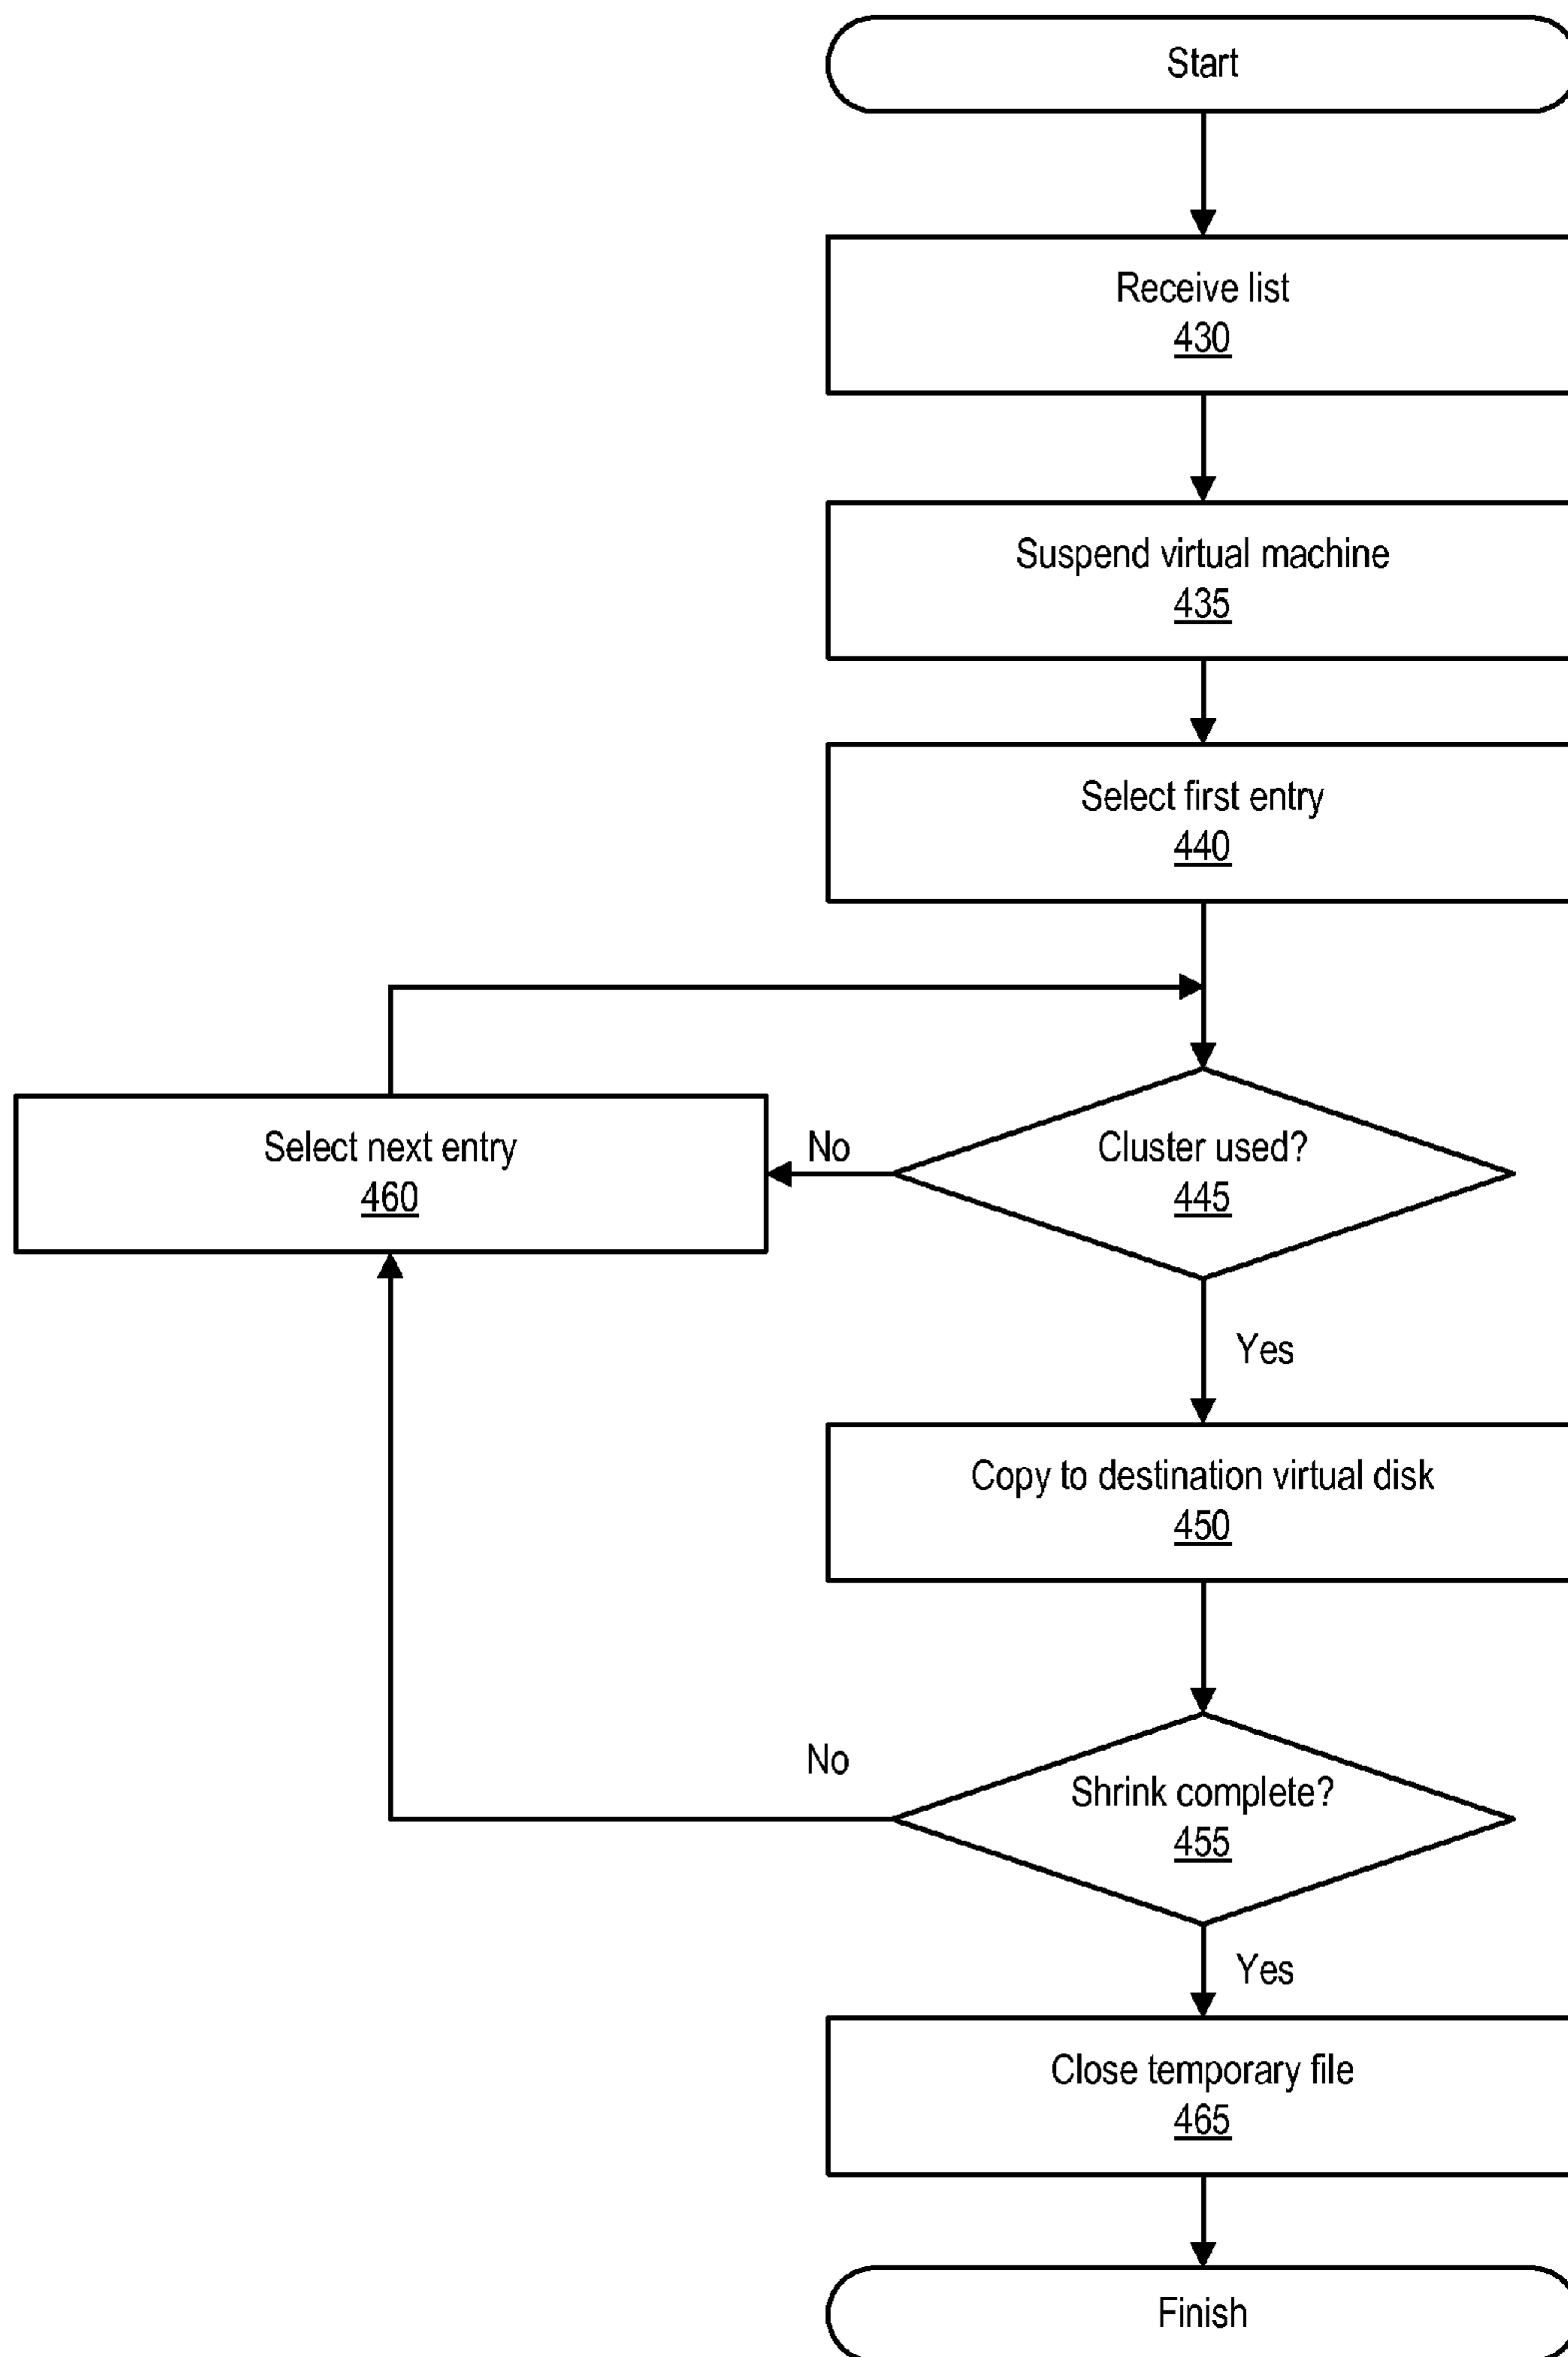 Start
Receive list
430
Suspend virtual machine
435
Select first entry
440
Select next entry
460
No
Cluster used?
445
Yes
Copy to destination virtual disk
450
No
Shrink complete?
455
Yes
Close temporary file
465
Finish